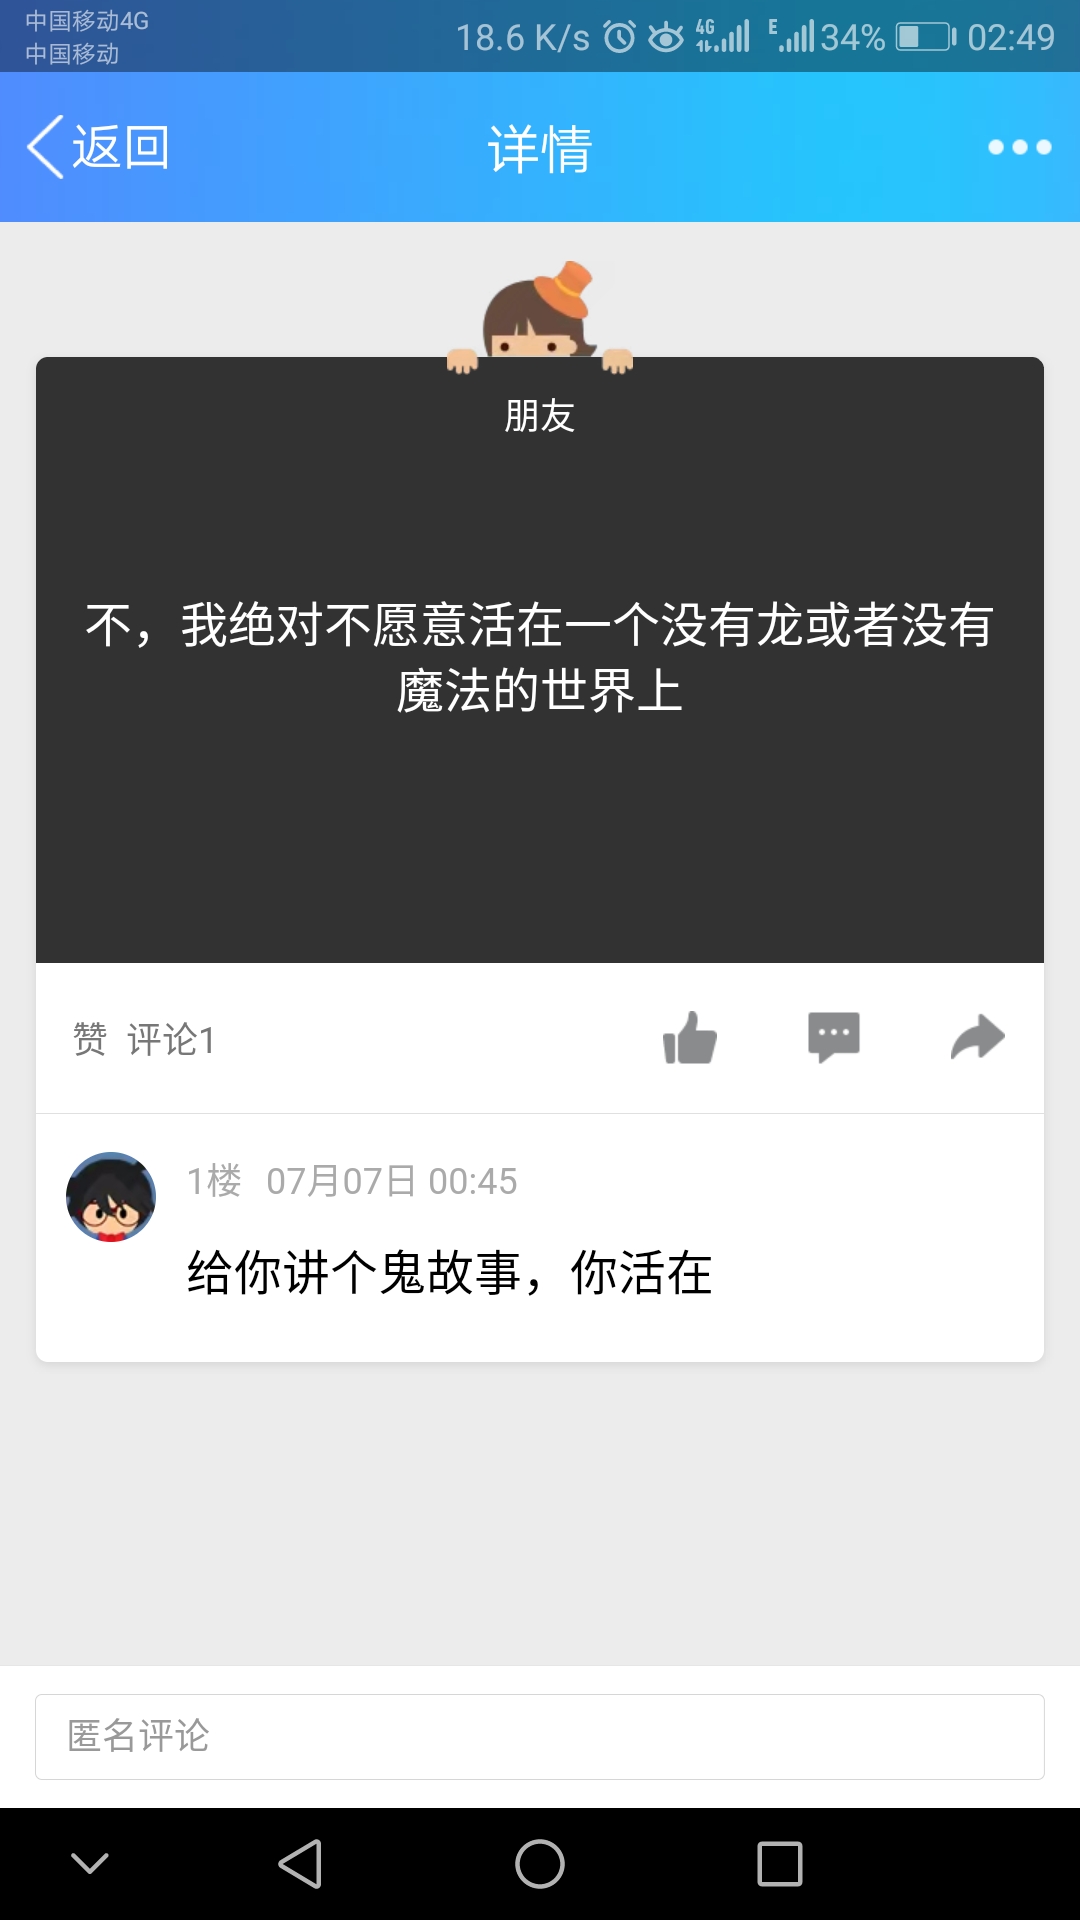 中国移动4G
中国移动
18.6 K/s 4G E 34% 02:49
返回 详情
朋友
不，我绝对不愿意活在一个没有龙或者没有
魔法的世界上
赞 评论1
1楼 07月07日 00:45
给你讲个鬼故事，你活在
匿名评论